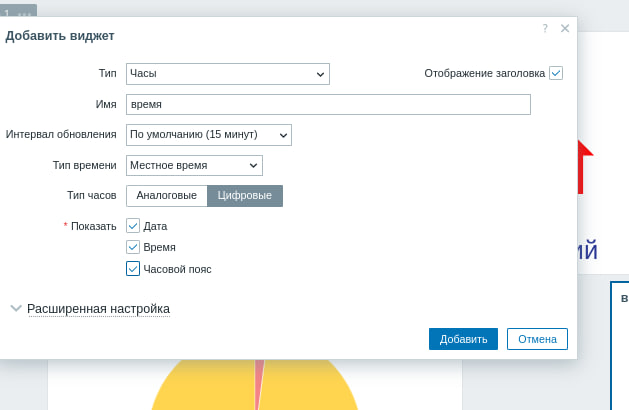 1
Добавить виджет
?
Тип Часы Отображение заголовка
Имя время
Интервал обновления По умолчанию (15 минут)
Тип времени Местное время
Тип часов Аналоговые Цифровые
* Показать Дата
Время
Часовой пояс
ий
в
Расширенная настройка
Добавить Отмена